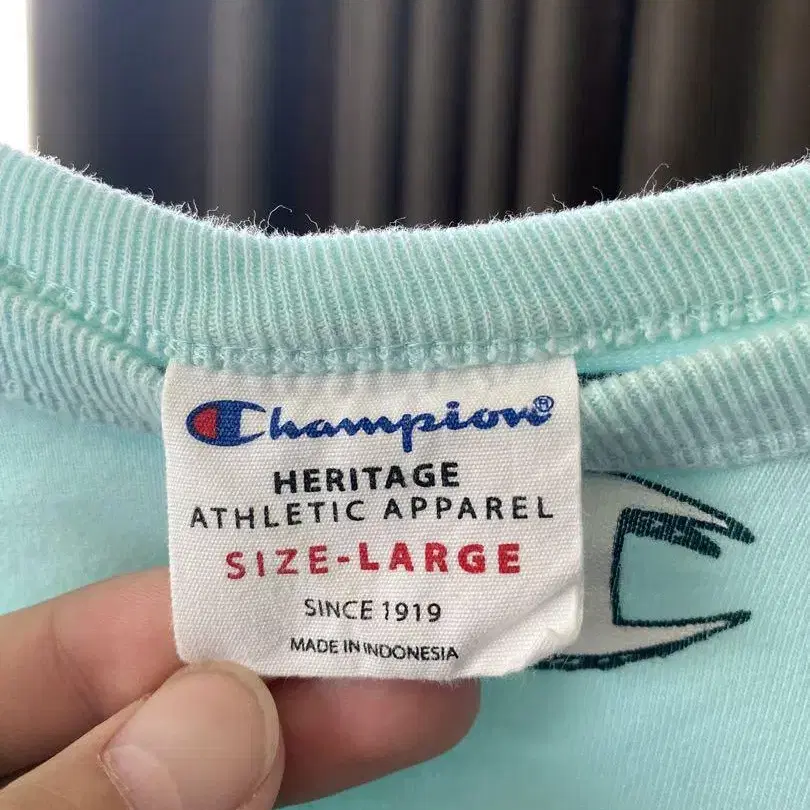 Champion®
HERITAGE
ATHLETIC APPAREL
SIZE-LARGE
SINCE 1919
MADE IN INDONESIA